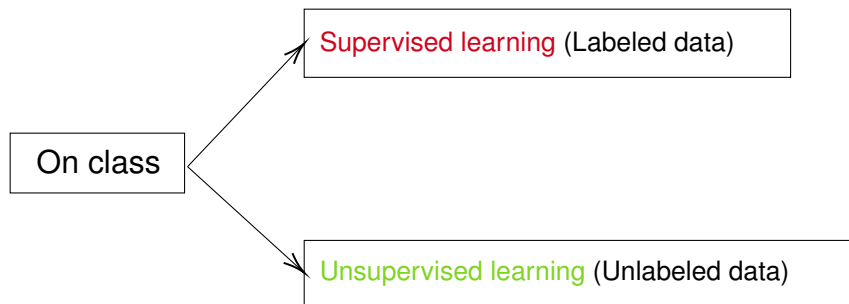 Supervised learning (Labeled data)
On class
Unsupervised learning (Unlabeled data)